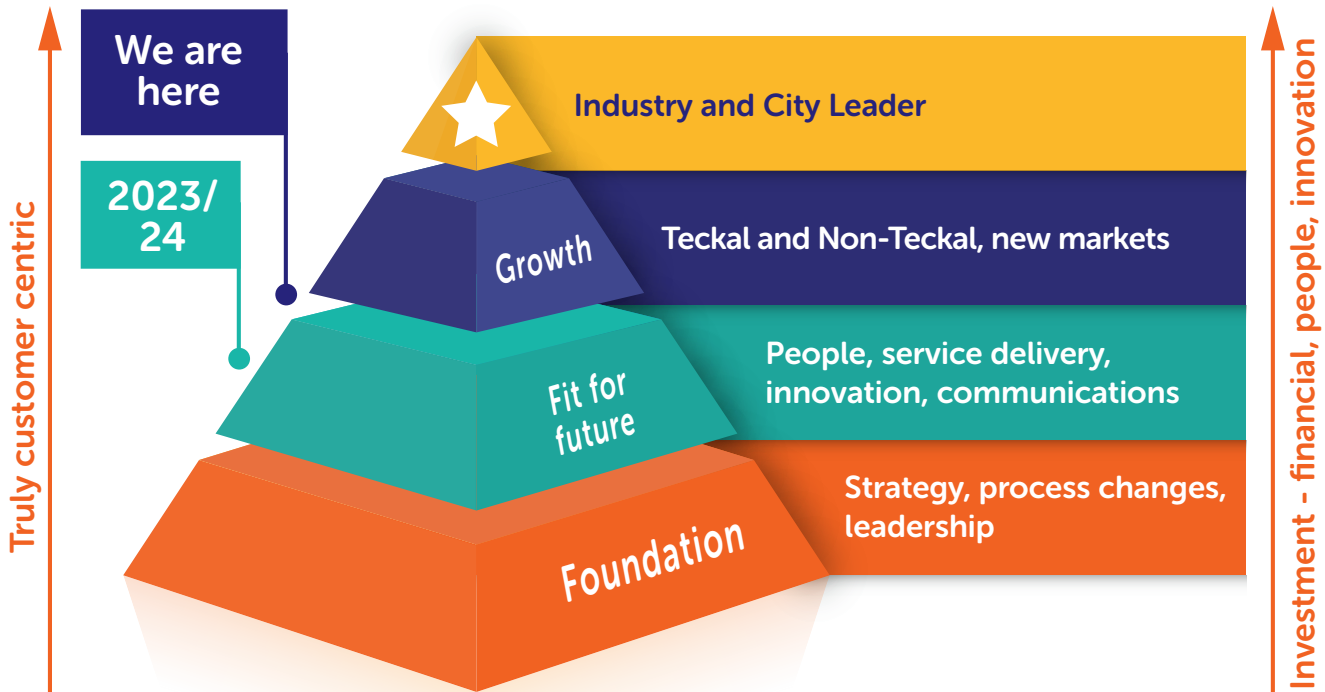 We are
here
2023/
24
Truly customer centric
Industry and City Leader
Growth
Teckal and Non-Teckal, new markets
Fit for
future
People, service delivery,
innovation, communications
Foundation
Strategy, process changes,
leadership
Investment - financial, people, innovation